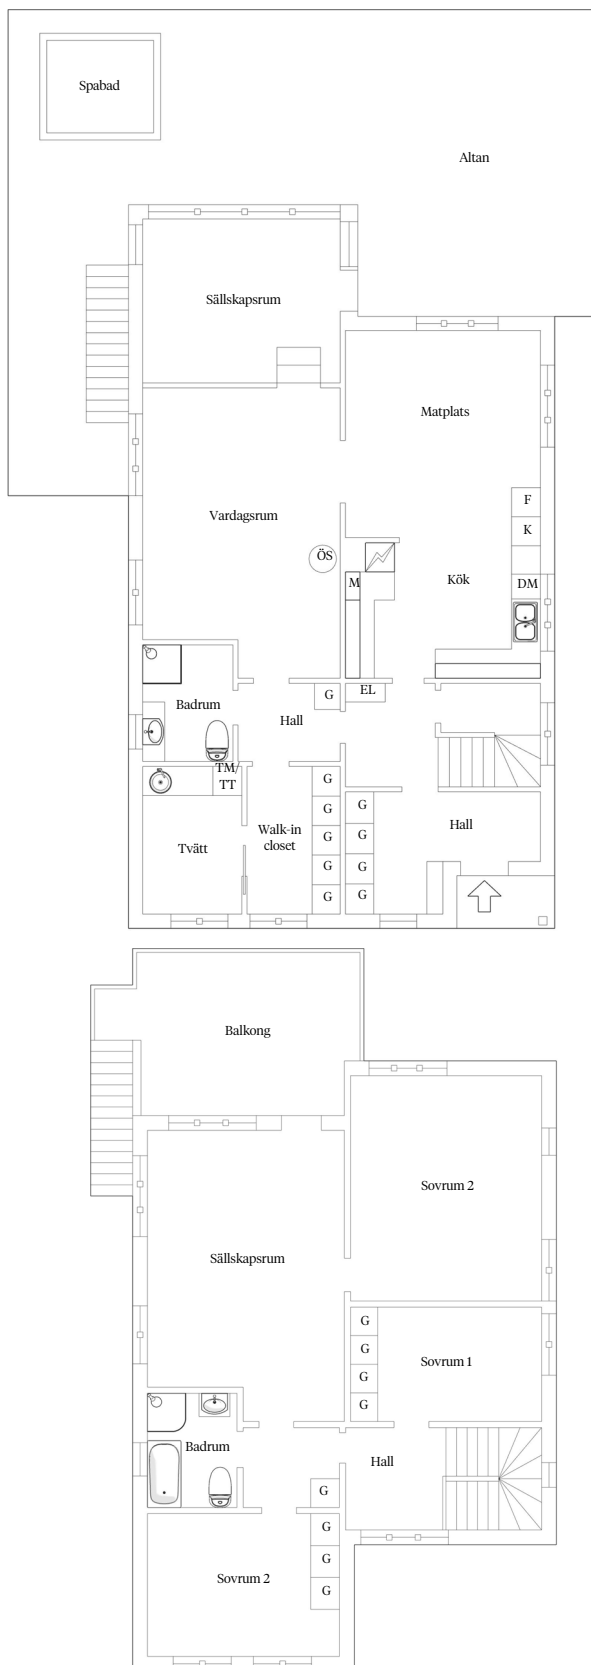 Spabad
Altan
Sällskapsrum
Matplats
F
Vardagsrum
K
ÖS
M
Kök
DM
EL
G
Badrum
Hall
TM/
TT
G
G
G
G
G
Walk-in
closet
Tvätt
G
G
G
G
Hall
Balkong
Sovrum 2
Sällskapsrum
G
G
G
G
Sovrum 1
Badrum
Hall
G
G
G
G
Sovrum 2